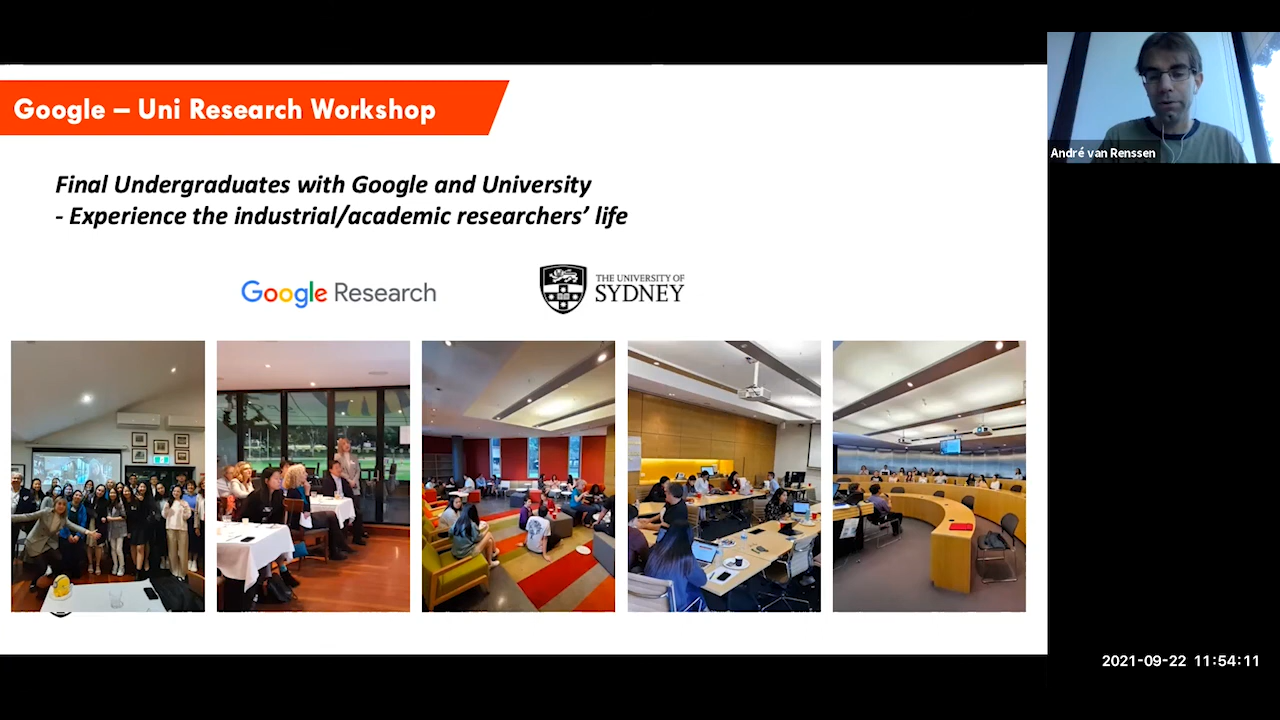 Google – Uni Research Workshop
Final Undergraduates with Google and University
- Experience the industrial/academic researchers’ life
Google Research
THE UNIVERSITY OF
SYDNEY
André van Renssen
2021-09-22 11:54:11